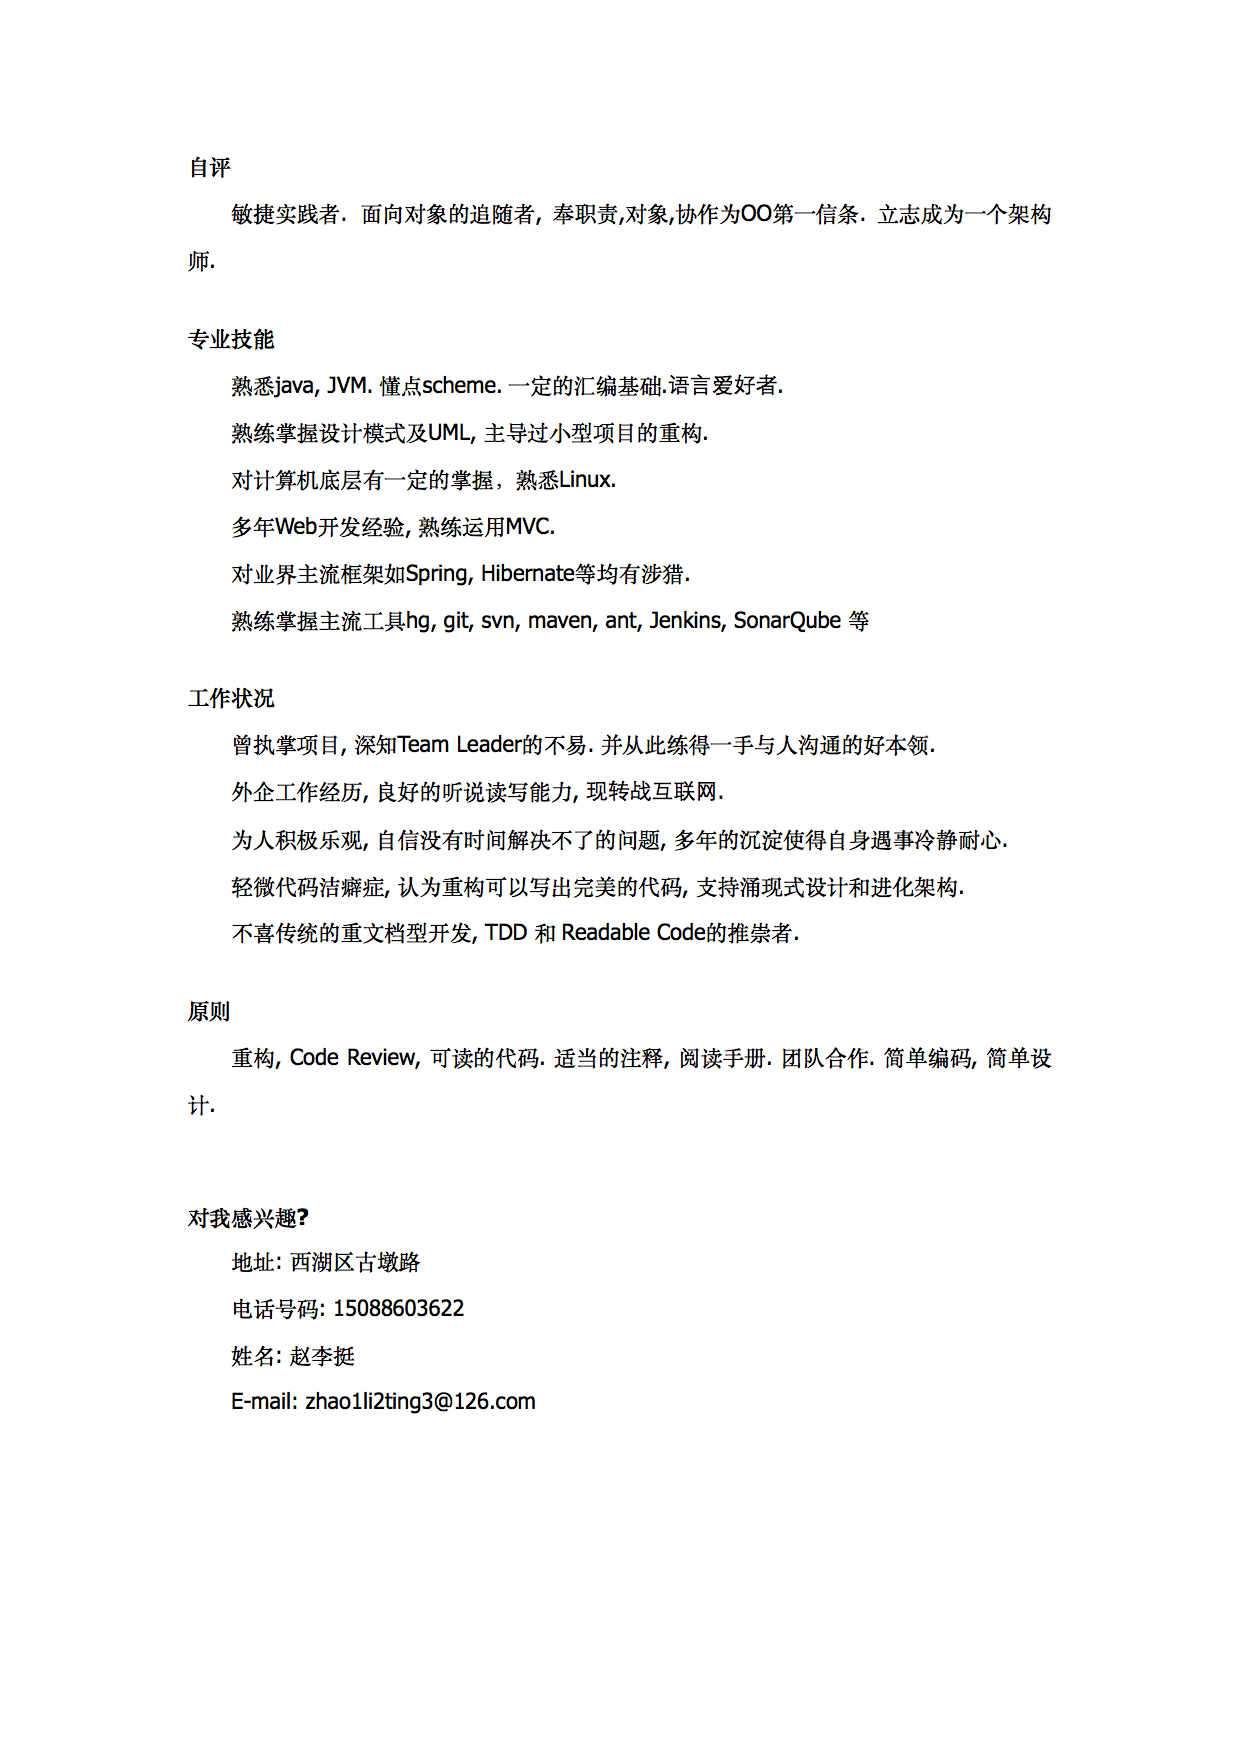 自评
敏捷实践者. 面向对象的追随者, 奉职责,对象,协作为OO第一信条. 立志成为一个架构
师.
专业技能
熟悉java, JVM. 懂点scheme. 一定的汇编基础.语言爱好者.
熟练掌握设计模式及UML, 主导过小型项目的重构.
对计算机底层有一定的掌握，熟悉Linux.
多年Web开发经验, 熟练运用MVC.
对业界主流框架如Spring, Hibernate等均有涉猎.
熟练掌握主流工具hg, git, svn, maven, ant, Jenkins, SonarQube 等
工作状况
曾执掌项目, 深知Team Leader的不易. 并从此练得一手与人沟通的好本领.
外企工作经历, 良好的听说读写能力, 现转战互联网.
为人积极乐观, 自信没有时间解决不了的问题, 多年的沉淀使得自身遇事冷静耐心.
轻微代码洁癖症, 认为重构可以写出完美的代码, 支持涌现式设计和进化架构.
不喜传统的重文档型开发, TDD 和 Readable Code的推崇者.
原则
重构, Code Review, 可读的代码. 适当的注释, 阅读手册. 团队合作. 简单编码, 简单设
计.
对我感兴趣?
地址: 西湖区古墩路
电话号码: 15088603622
姓名: 赵李挺
E-mail: zhao1li2ting3@126.com